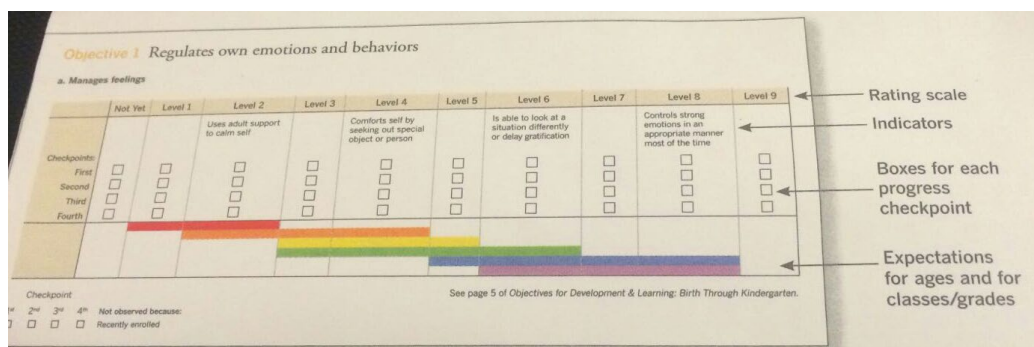 Objective 1 Regulates own emotions and behaviors
a. Manages feelings
Not Yet Level 1 Level 2 Level 3 Level 4 Level 5 Level 6 Level 7 Level 8 Level 9
Rating scale
Uses adult support
to calm self
Comforts self by
seeking out special
object or person
Is able to look at a
situation differently
or delay gratification
Controls strong
emotions in an
appropriate manner
most of the time
Indicators
Checkpoints:
First
Second
Third
Fourth
Boxes for each
progress
checkpoint
Expectations
for ages and for
classes/grades
See page 5 of Objectives for Development & Learning: Birth Through Kindergarten.
Checkpoint
2nd 3rd 4th Not observed because:
Recently enrolled